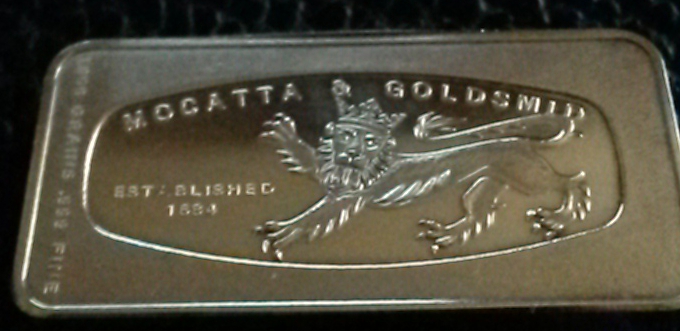 MOCATTA & GOLDSMID
ESTABLISHED
1684
GRAINS .999 FINE